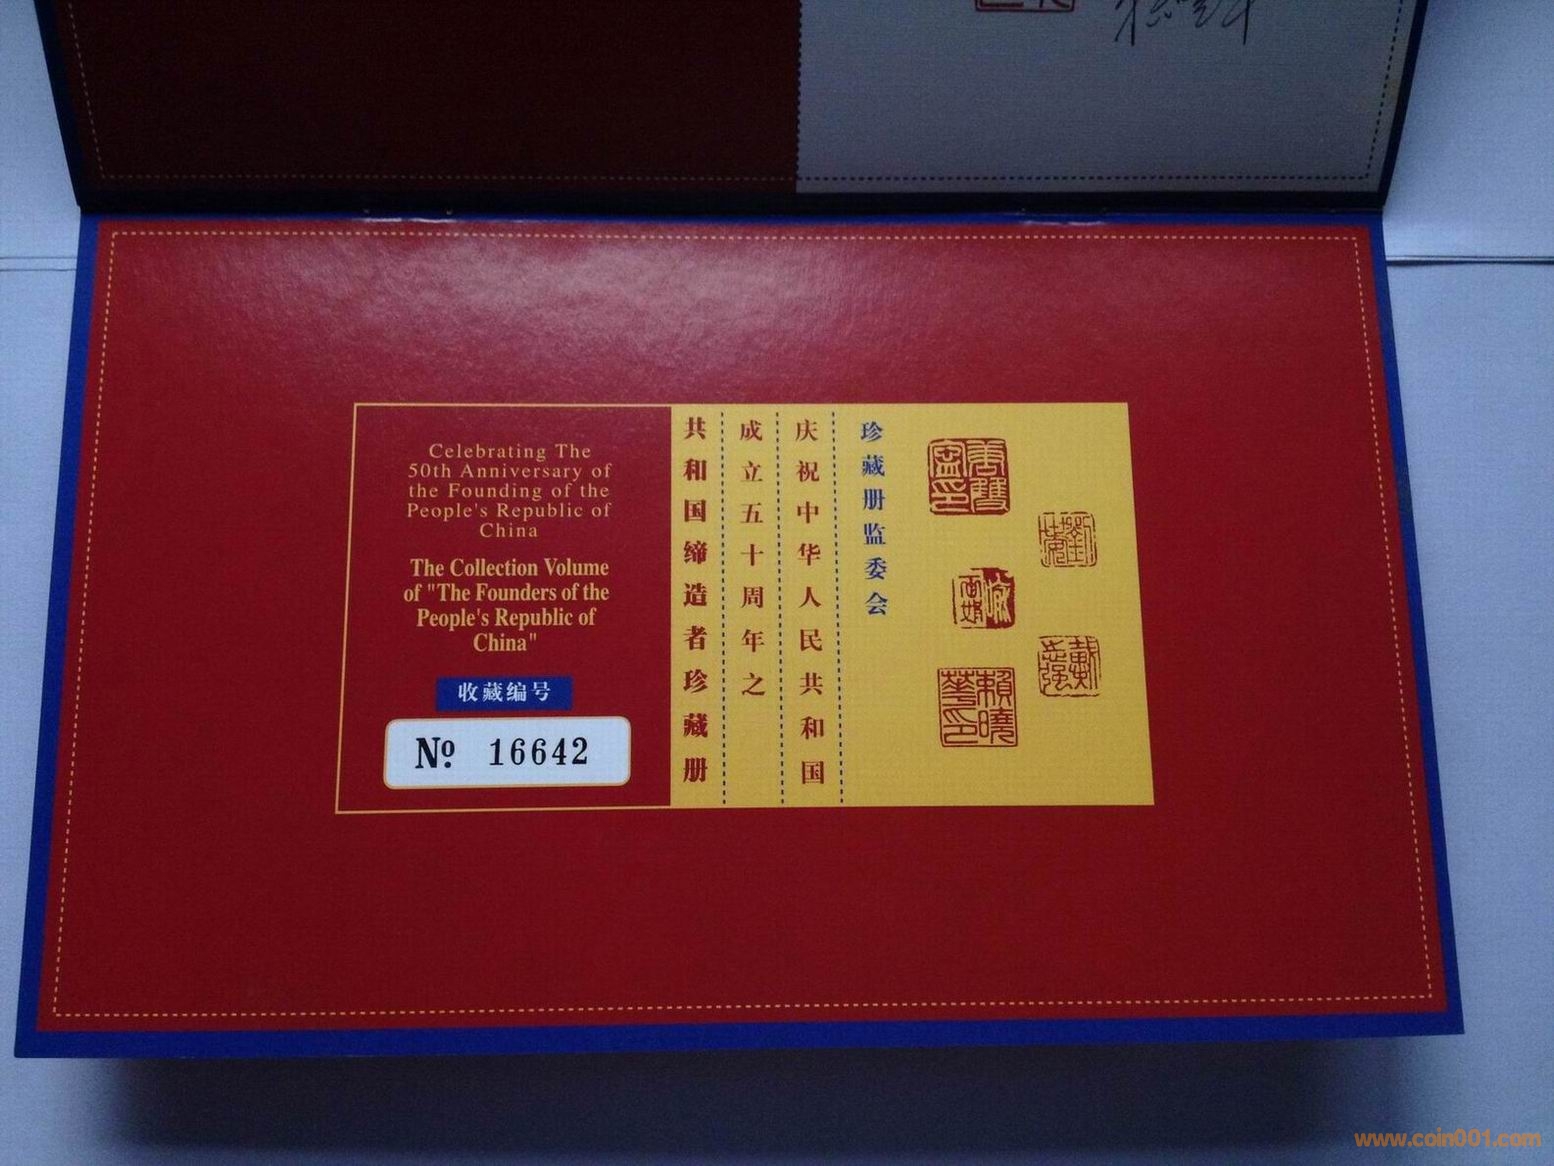 Celebrating The
50th Anniversary of
the Founding of the
People's Republic of
China
The Collection Volume
of "The Founders of the
People's Republic of
China"
收藏编号
Nº 16642
珍藏册监委会
庆祝中华人民共和国
成立五十周年之
共和国缔造者珍藏册
www.coin001.com